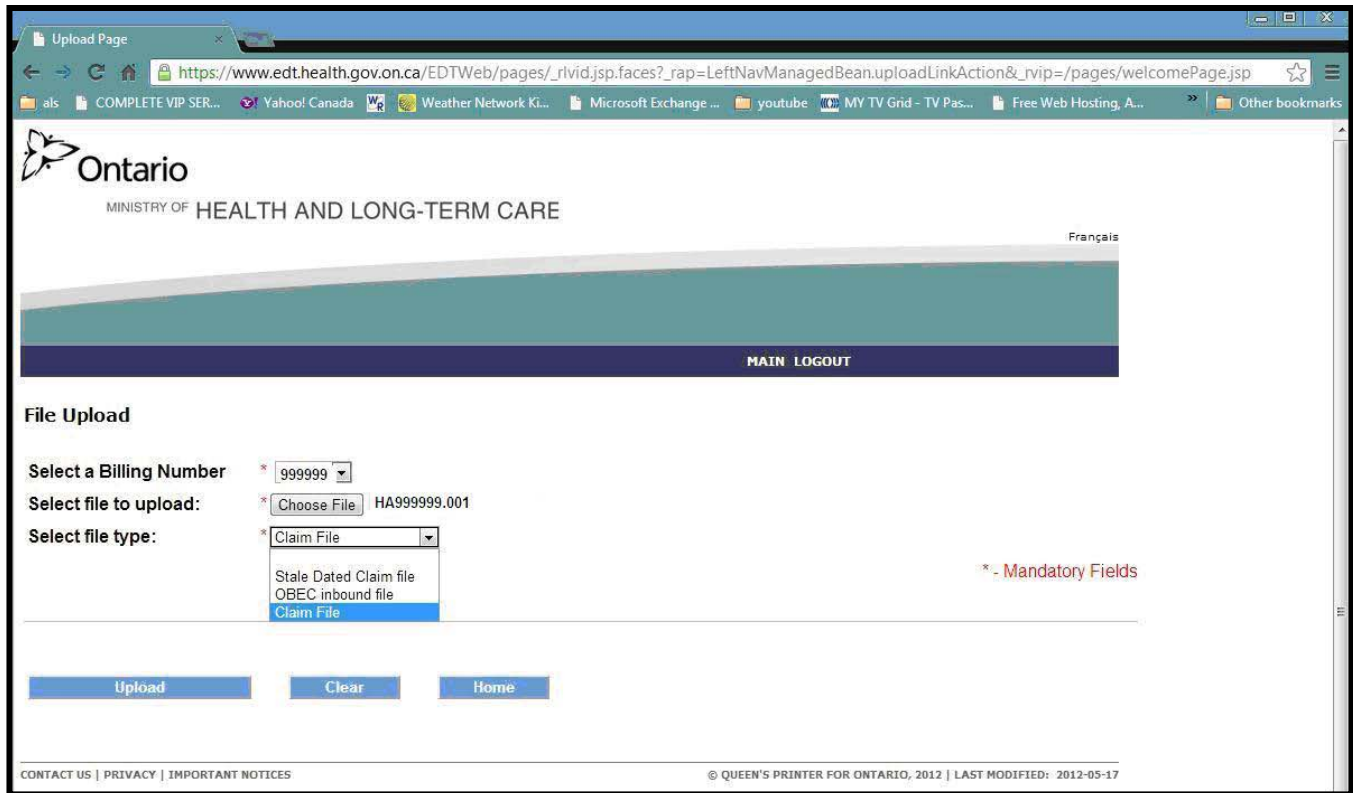 Upload Page
https://www.edt.health.gov.on.ca/EDTWeb/pages/_rlvid.jsp.faces?_rap=LeftNavManagedBean.uploadLinkAction&_rvip=/pages/welcomePage.jsp
als COMPLETE VIP SER... Yahoo! Canada WR Weather Network Ki... Microsoft Exchange ... youtube MY TV Grid - TV Pas... Free Web Hosting, A... » Other bookmarks
Ontario
MINISTRY OF HEALTH AND LONG-TERM CARE
Français
MAIN LOGOUT
File Upload
Select a Billing Number * 999999
Select file to upload: * Choose File HA999999.001
Select file type: * Claim File
Stale Dated Claim file
* - Mandatory Fields
OBEC inbound file
Claim File
Upload Clear Home
CONTACT US | PRIVACY | IMPORTANT NOTICES © QUEEN'S PRINTER FOR ONTARIO, 2012 | LAST MODIFIED: 2012-05-17